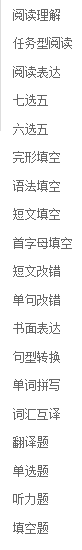 阅读理解
任务型阅读
阅读表达
七选五
六选五
完形填空
语法填空
短文填空
首字母填空
短文改错
单句改错
书面表达
句型转换
单词拼写
词汇互译
翻译题
单选题
听力题
填空题